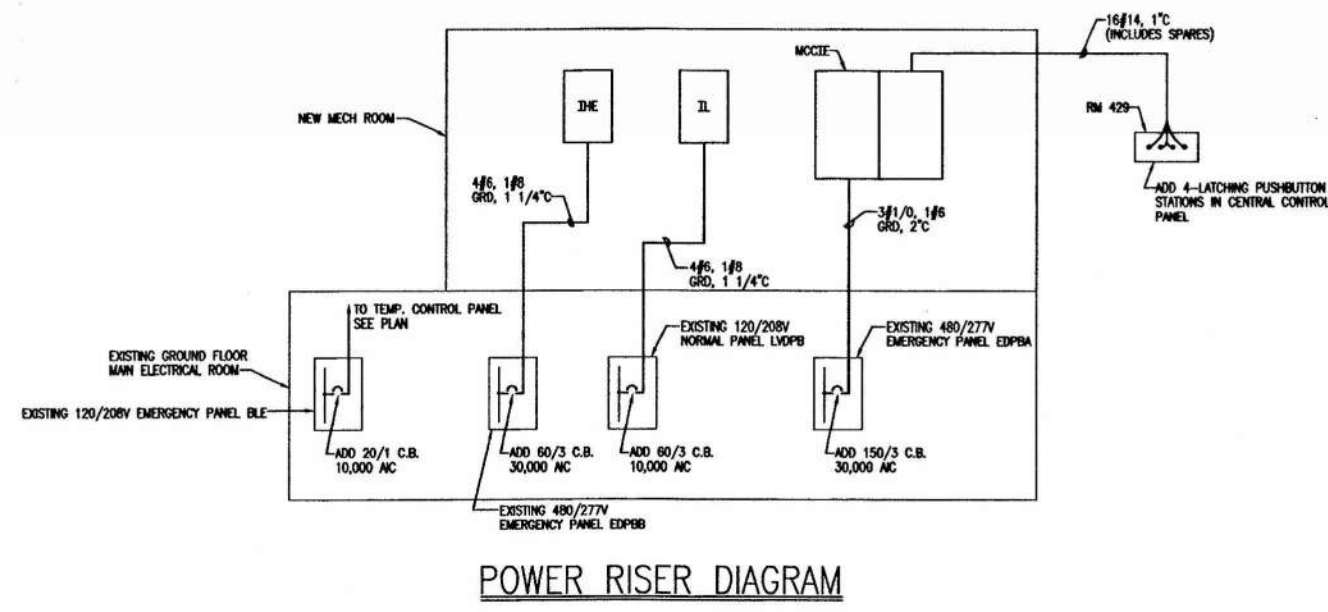 16#14, 1"C
(INCLUDES SPARES)
MCC1E
1HE
1L
NEW MECH ROOM
RM 429
4#6, 1#8
GRD, 1 1/4"C
ADD 4-LATCHING PUSHBUTTON
STATIONS IN CENTRAL CONTROL
PANEL
3#1/0, 1#6
GRD, 2"C
4#6, 1#8
GRD, 1 1/4"C
TO TEMP. CONTROL PANEL
SEE PLAN
EXISTING 120/208V
NORMAL PANEL LVDPB
EXISTING 480/277V
EMERGENCY PANEL EDPBA
EXISTING GROUND FLOOR
MAIN ELECTRICAL ROOM
EXISTING 120/208V EMERGENCY PANEL BLE
ADD 20/1 C.B.
10,000 AIC
ADD 60/3 C.B.
30,000 AIC
ADD 60/3 C.B.
10,000 AIC
ADD 150/3 C.B.
30,000 AIC
EXISTING 480/277V
EMERGENCY PANEL EDPBB
POWER RISER DIAGRAM